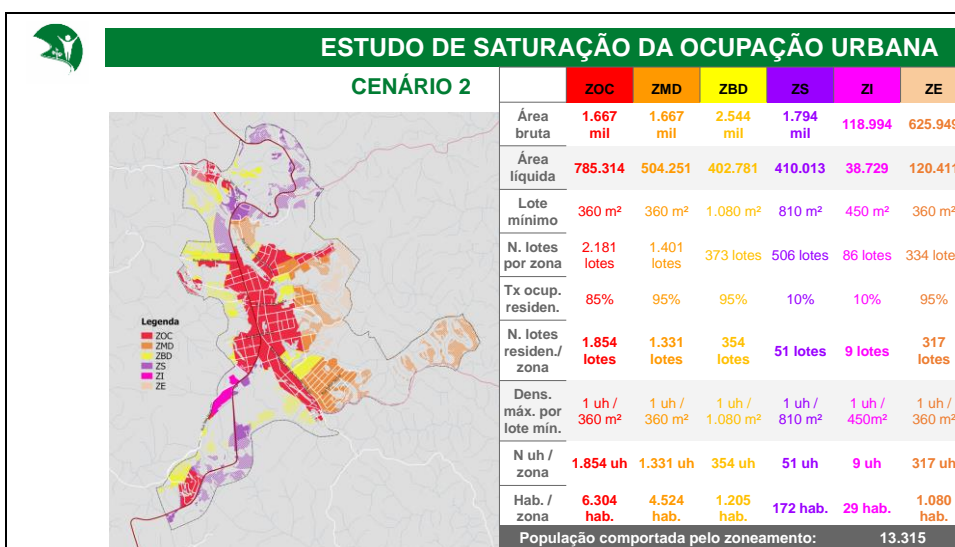 ESTUDO DE SATURAÇÃO DA OCUPAÇÃO URBANA
CENÁRIO 2
ZOC ZMD ZBD ZS ZI ZE
Área bruta 1.667 mil 1.667 mil 2.544 mil 1.794 mil 118.994 625.949
Área líquida 785.314 504.251 402.781 410.013 38.729 120.411
Lote mínimo 360 m² 360 m² 1.080 m² 810 m² 450 m² 360 m²
N. lotes por zona 2.181 lotes 1.401 lotes 373 lotes 506 lotes 86 lotes 334 lote
Tx ocup. residen. 85% 95% 95% 10% 10% 95%
N. lotes residen./ zona 1.854 lotes 1.331 lotes 354 lotes 51 lotes 9 lotes 317 lotes
Dens. máx. por lote mín. 1 uh / 360 m² 1 uh / 360 m² 1 uh / 1.080 m² 1 uh / 810 m² 1 uh / 450m² 1 uh / 360 m²
N uh / zona 1.854 uh 1.331 uh 354 uh 51 uh 9 uh 317 uh
Hab. / zona 6.304 hab. 4.524 hab. 1.205 hab. 172 hab. 29 hab. 1.080 hab.
População comportada pelo zoneamento: 13.315
Legenda
ZOC
ZMD
ZBD
ZS
ZI
ZE